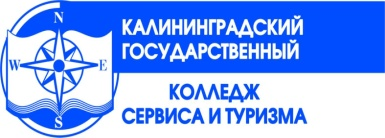 N
W E
S
КАЛИНИНГРАДСКИЙ
ГОСУДАРСТВЕННЫЙ
КОЛЛЕДЖ
СЕРВИСА И ТУРИЗМА